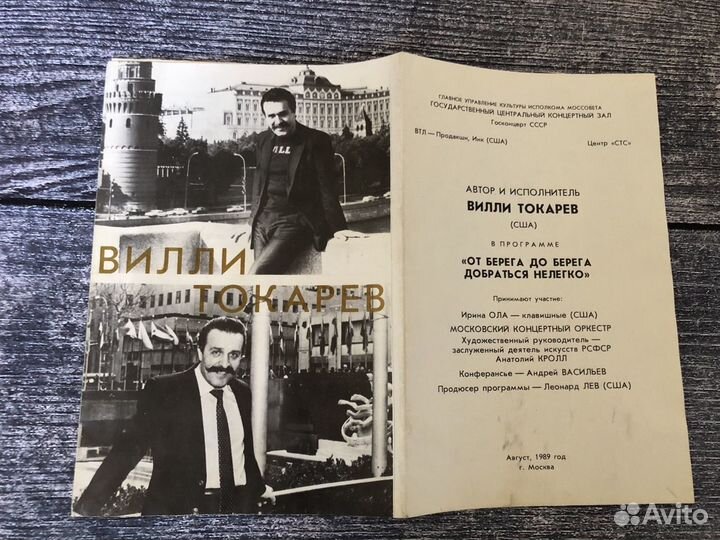 ВИЛЛИ
ТОКАРЕВ
ГЛАВНОЕ УПРАВЛЕНИЕ КУЛЬТУРЫ ИСПОЛКОМА МОССОВЕТА
ГОСУДАРСТВЕННЫЙ ЦЕНТРАЛЬНЫЙ КОНЦЕРТНЫЙ ЗАЛ
Госконцерт СССР
ВТЛ — Продакшн, Инк (США)
Центр «СТС»
АВТОР И ИСПОЛНИТЕЛЬ
ВИЛЛИ ТОКАРЕВ
(США)
В ПРОГРАММЕ
«ОТ БЕРЕГА ДО БЕРЕГА
ДОБРАТЬСЯ НЕЛЕГКО»
Принимают участие:
Ирина ОЛА — клавишные (США)
МОСКОВСКИЙ КОНЦЕРТНЫЙ ОРКЕСТР
Художественный руководитель —
заслуженный деятель искусств РСФСР
Анатолий КРОЛЛ
Конферансье — Андрей ВАСИЛЬЕВ
Продюсер программы — Леонард ЛЕВ (США)
Август, 1989 год
г. Москва
Avito